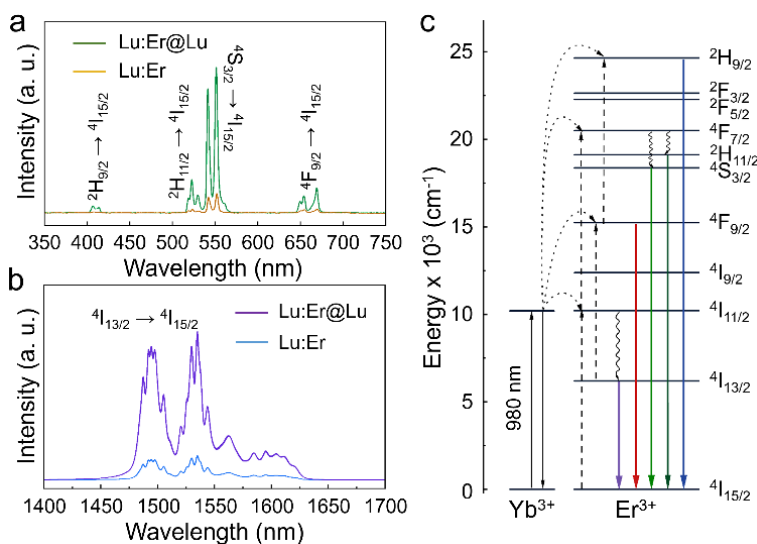 a
Lu:Er@Lu
Lu:Er
²H₉/₂ → ⁴I₁₅/₂
²H₁₁/₂ → ⁴I₁₅/₂
⁴S₃/₂ → ⁴I₁₅/₂
⁴F₉/₂ → ⁴I₁₅/₂
Intensity (a. u.)
350 400 450 500 550 600 650 700 750
Wavelength (nm)
b
⁴I₁₃/₂ → ⁴I₁₅/₂
Lu:Er@Lu
Lu:Er
Intensity (a. u.)
1400 1450 1500 1550 1600 1650 1700
Wavelength (nm)
c
Energy x 10³ (cm⁻¹)
25
20
15
10
5
0
980 nm
²H₉/₂
²F₃/₂
²F₅/₂
⁴F₇/₂
²H₁₁/₂
⁴S₃/₂
⁴F₉/₂
⁴I₉/₂
⁴I₁₁/₂
⁴I₁₃/₂
⁴I₁₅/₂
Yb³⁺ Er³⁺